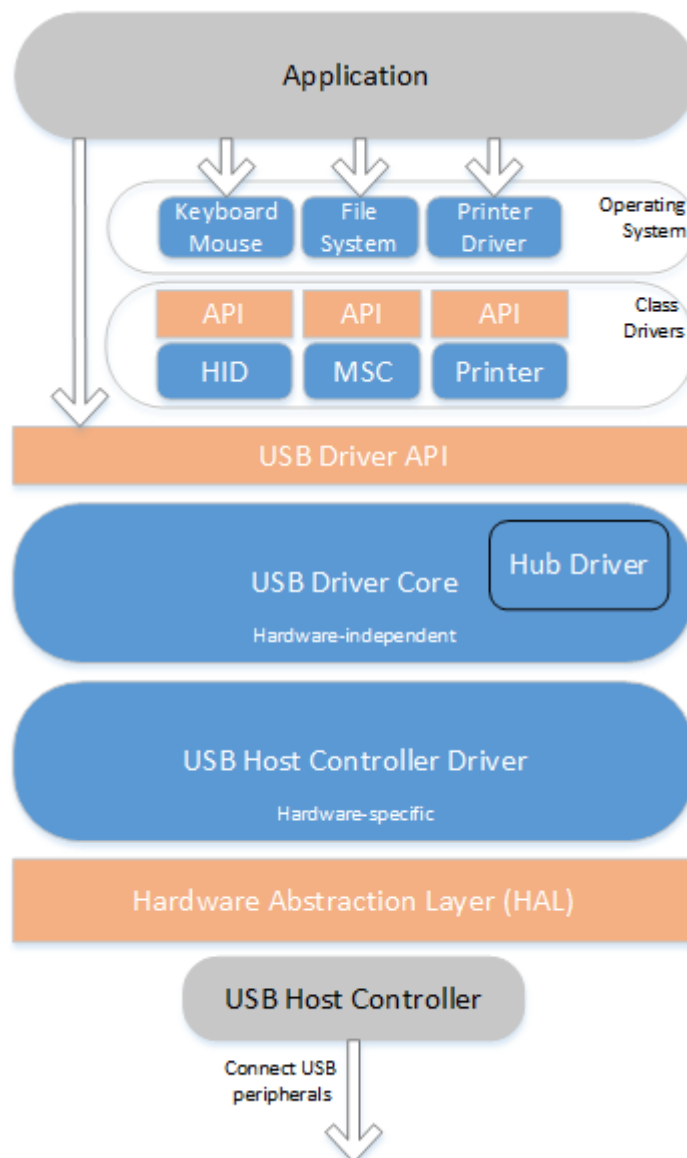 Application
Keyboard
Mouse
File
System
Printer
Driver
Operating
System
API
API
API
Class
Drivers
HID
MSC
Printer
USB Driver API
Hub Driver
USB Driver Core
Hardware-independent
USB Host Controller Driver
Hardware-specific
Hardware Abstraction Layer (HAL)
USB Host Controller
Connect USB
peripherals